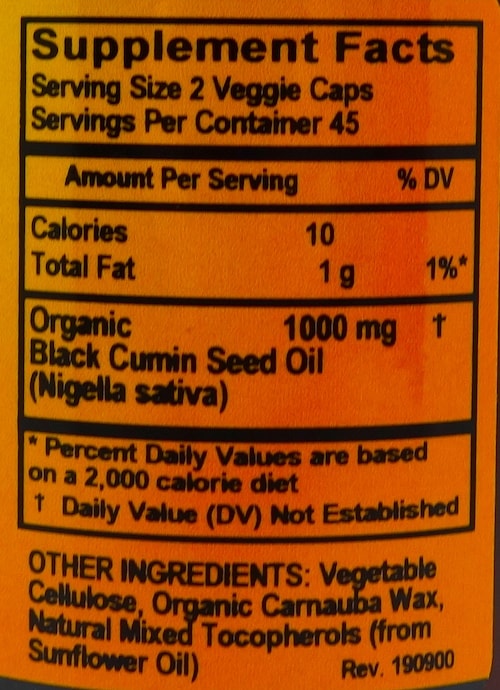 Supplement Facts
Serving Size 2 Veggie Caps
Servings Per Container 45
Amount Per Serving % DV
Calories 10
Total Fat 1 g 1%*
Organic 1000 mg †
Black Cumin Seed Oil
(Nigella sativa)
* Percent Daily Values are based
on a 2,000 calorie diet
† Daily Value (DV) Not Established
OTHER INGREDIENTS: Vegetable
Cellulose, Organic Carnauba Wax,
Natural Mixed Tocopherols (from
Sunflower Oil) Rev. 190900